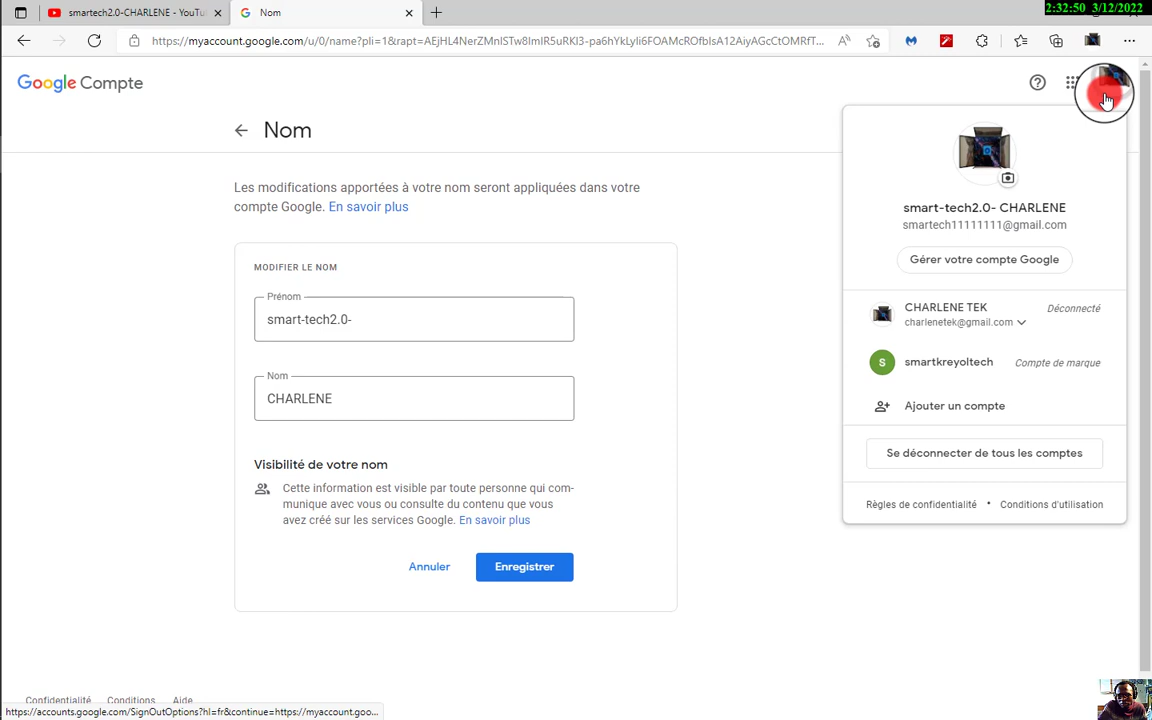 smartech2.0-CHARLENE - YouTu
Nom
2:32:50 3/12/2022
https://myaccount.google.com/u/0/name?pli=1&rapt=AEjHL4NerZMnISTw8ImIR5uRKI3-pa6hYkLyIi6FOAMcROfbIsA12AiyAGcCtOMRfT...
Google Compte
Nom
Les modifications apportées à votre nom seront appliquées dans votre
compte Google. En savoir plus
MODIFIER LE NOM
Prénom
smart-tech2.0-
Nom
CHARLENE
Visibilité de votre nom
Cette information est visible par toute personne qui com-
munique avec vous ou consulte du contenu que vous
avez créé sur les services Google. En savoir plus
Annuler
Enregistrer
smart-tech2.0- CHARLENE
smartech11111111@gmail.com
Gérer votre compte Google
CHARLENE TEK
Déconnecté
charlenetek@gmail.com
S
smartkreyoltech
Compte de marque
Ajouter un compte
Se déconnecter de tous les comptes
Règles de confidentialité • Conditions d'utilisation
Confidentialité Conditions Aide
https://accounts.google.com/SignOutOptions?hl=fr&continue=https://myaccount.goo...